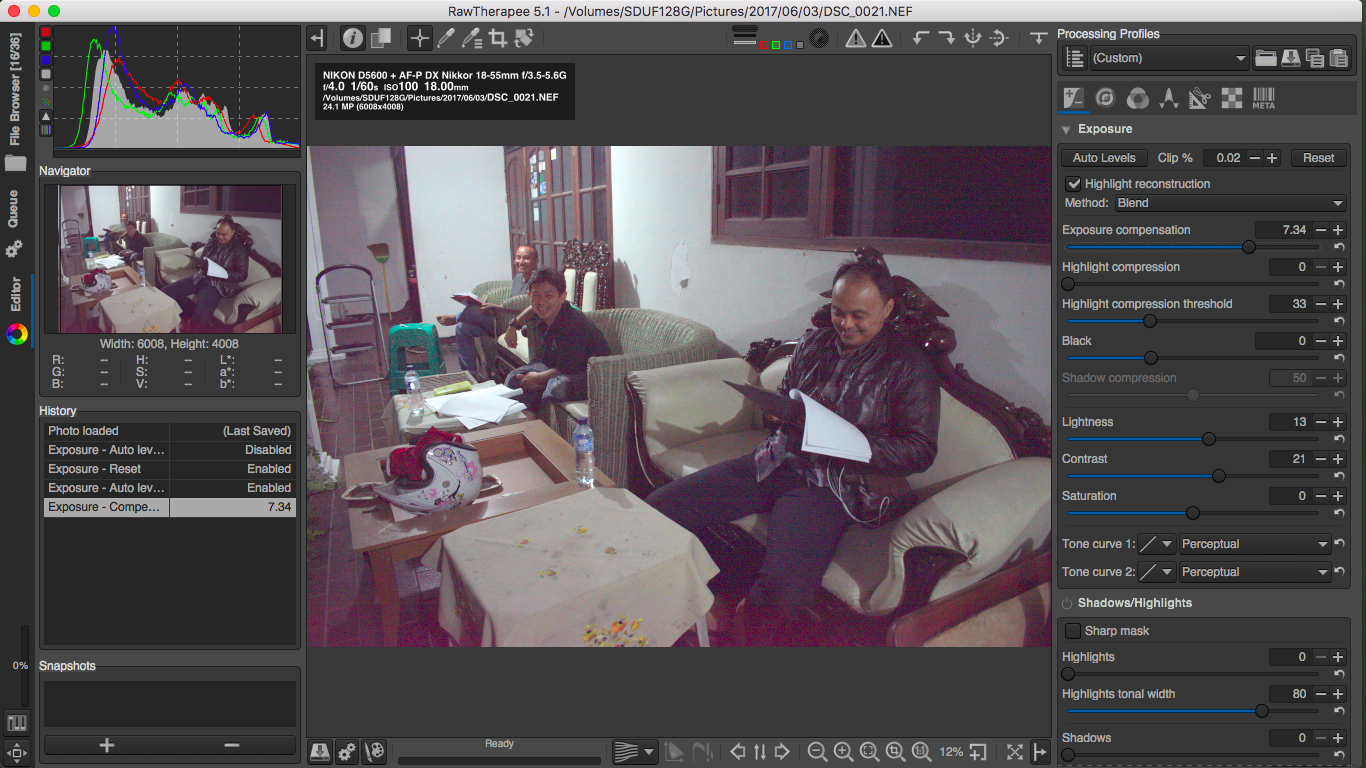 RawTherapee 5.1 - /Volumes/SDUF128G/Pictures/2017/06/03/DSC_0021.NEF
File Browser [16/36]
Queue
Editor
0%
Navigator
Width: 6008, Height: 4008
R: -- H: -- L*: --
G: -- S: -- a*: --
B: -- V: -- b*: --
History
Photo loaded (Last Saved)
Exposure - Auto lev... Disabled
Exposure - Reset Enabled
Exposure - Auto lev... Enabled
Exposure - Compe... 7.34
Snapshots
NIKON D5600 + AF-P DX Nikkor 18-55mm f/3.5-5.6G
f/4.0 1/60s ISO100 18.00mm
/Volumes/SDUF128G/Pictures/2017/06/03/DSC_0021.NEF
24.1 MP (6008x4008)
Ready
1:1
12%
Processing Profiles
(Custom)
META
Exposure
Auto Levels Clip % 0.02 Reset
Highlight reconstruction
Method: Blend
Exposure compensation 7.34
Highlight compression 0
Highlight compression threshold 33
Black 0
Shadow compression 50
Lightness 13
Contrast 21
Saturation 0
Tone curve 1: Perceptual
Tone curve 2: Perceptual
Shadows/Highlights
Sharp mask
Highlights 0
Highlights tonal width 80
Shadows 0